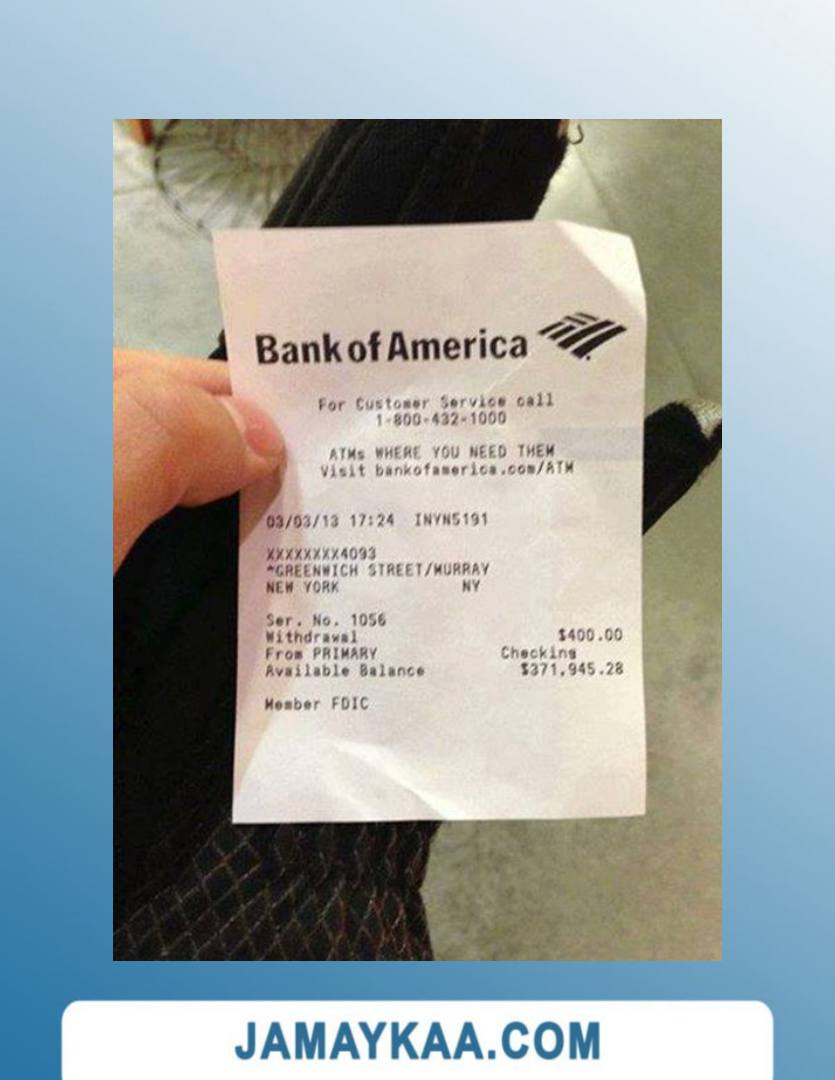 Bank of America
For Customer Service call
1-800-432-1000
ATMs WHERE YOU NEED THEM
Visit bankofamerica.com/ATM
03/03/13 17:24 INYN5191
XXXXXXXX4093
*GREENWICH STREET/MURRAY
NEW YORK NY
Ser. No. 1056
Withdrawal $400.00
From PRIMARY Checking
Available Balance $371,945.28
Member FDIC
JAMAYKAA.COM